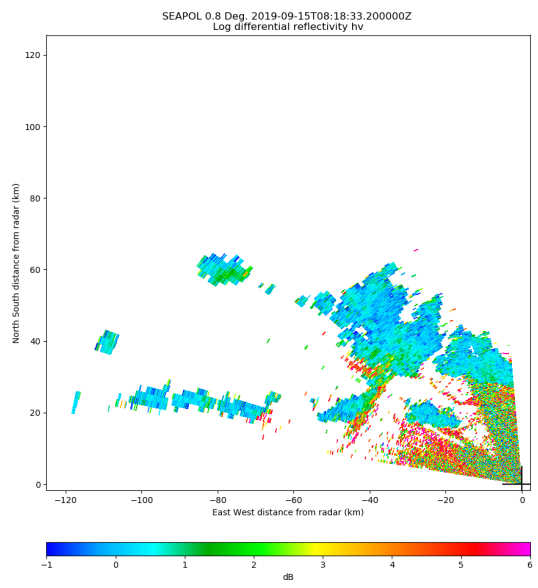 SEAPOL 0.8 Deg. 2019-09-15T08:18:33.200000Z
Log differential reflectivity hv
120
100
80
60
40
20
0
North South distance from radar (km)
−120 −100 −80 −60 −40 −20 0
East West distance from radar (km)
−1 0 1 2 3 4 5 6
dB